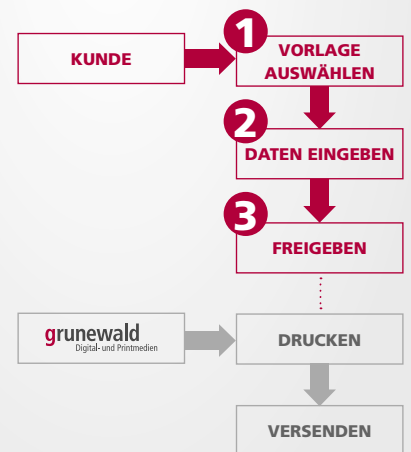 KUNDE
1
VORLAGE
AUSWÄHLEN
2
DATEN EINGEBEN
3
FREIGEBEN
grunewald
Digital- und Printmedien
DRUCKEN
VERSENDEN